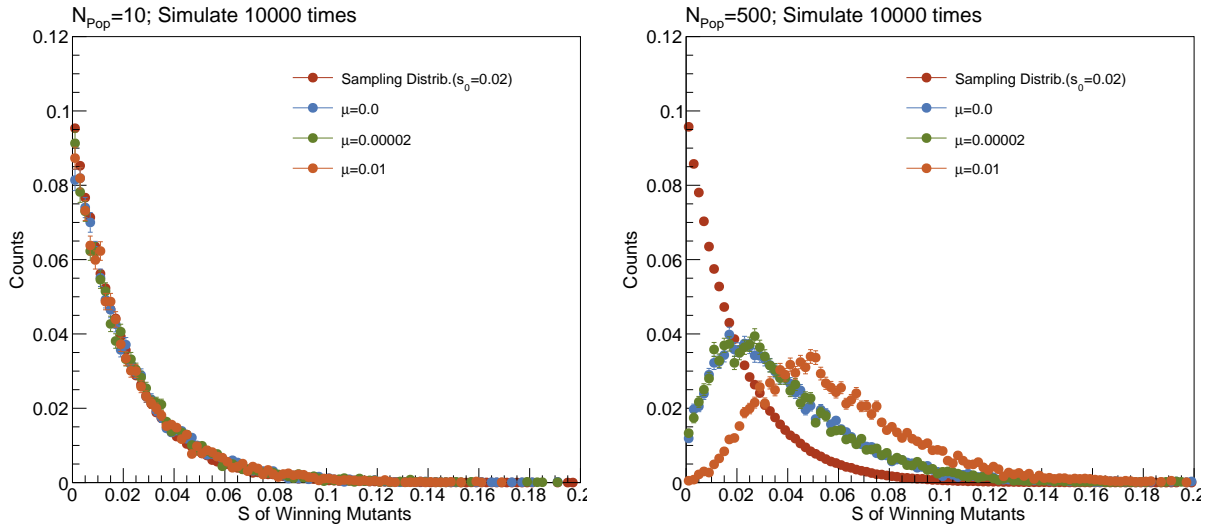 N_Pop=10; Simulate 10000 times
0.12
0.1
0.08
0.06
0.04
0.02
0
Counts
Sampling Distrib.(s_0=0.02)
μ=0.0
μ=0.00002
μ=0.01
0 0.02 0.04 0.06 0.08 0.1 0.12 0.14 0.16 0.18 0.2
S of Winning Mutants
N_Pop=500; Simulate 10000 times
0.12
0.1
0.08
0.06
0.04
0.02
0
Counts
Sampling Distrib.(s_0=0.02)
μ=0.0
μ=0.00002
μ=0.01
0 0.02 0.04 0.06 0.08 0.1 0.12 0.14 0.16 0.18 0.2
S of Winning Mutants